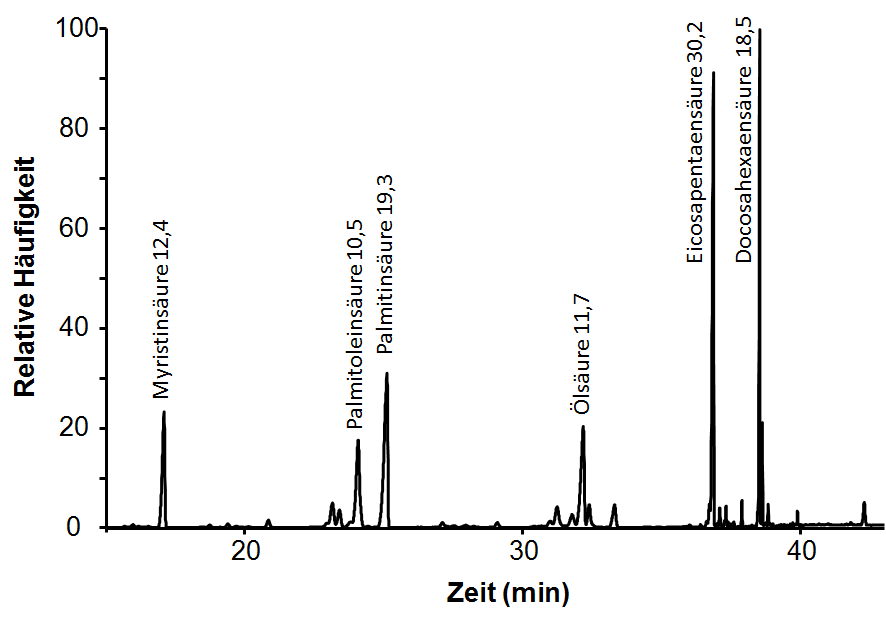 Relative Häufigkeit
100
80
60
40
20
0
Myristinsäure 12,4
Palmitoleinsäure 10,5
Palmitinsäure 19,3
Ölsäure 11,7
Eicosapentaensäure 30,2
Docosahexaensäure 18,5
20
30
40
Zeit (min)